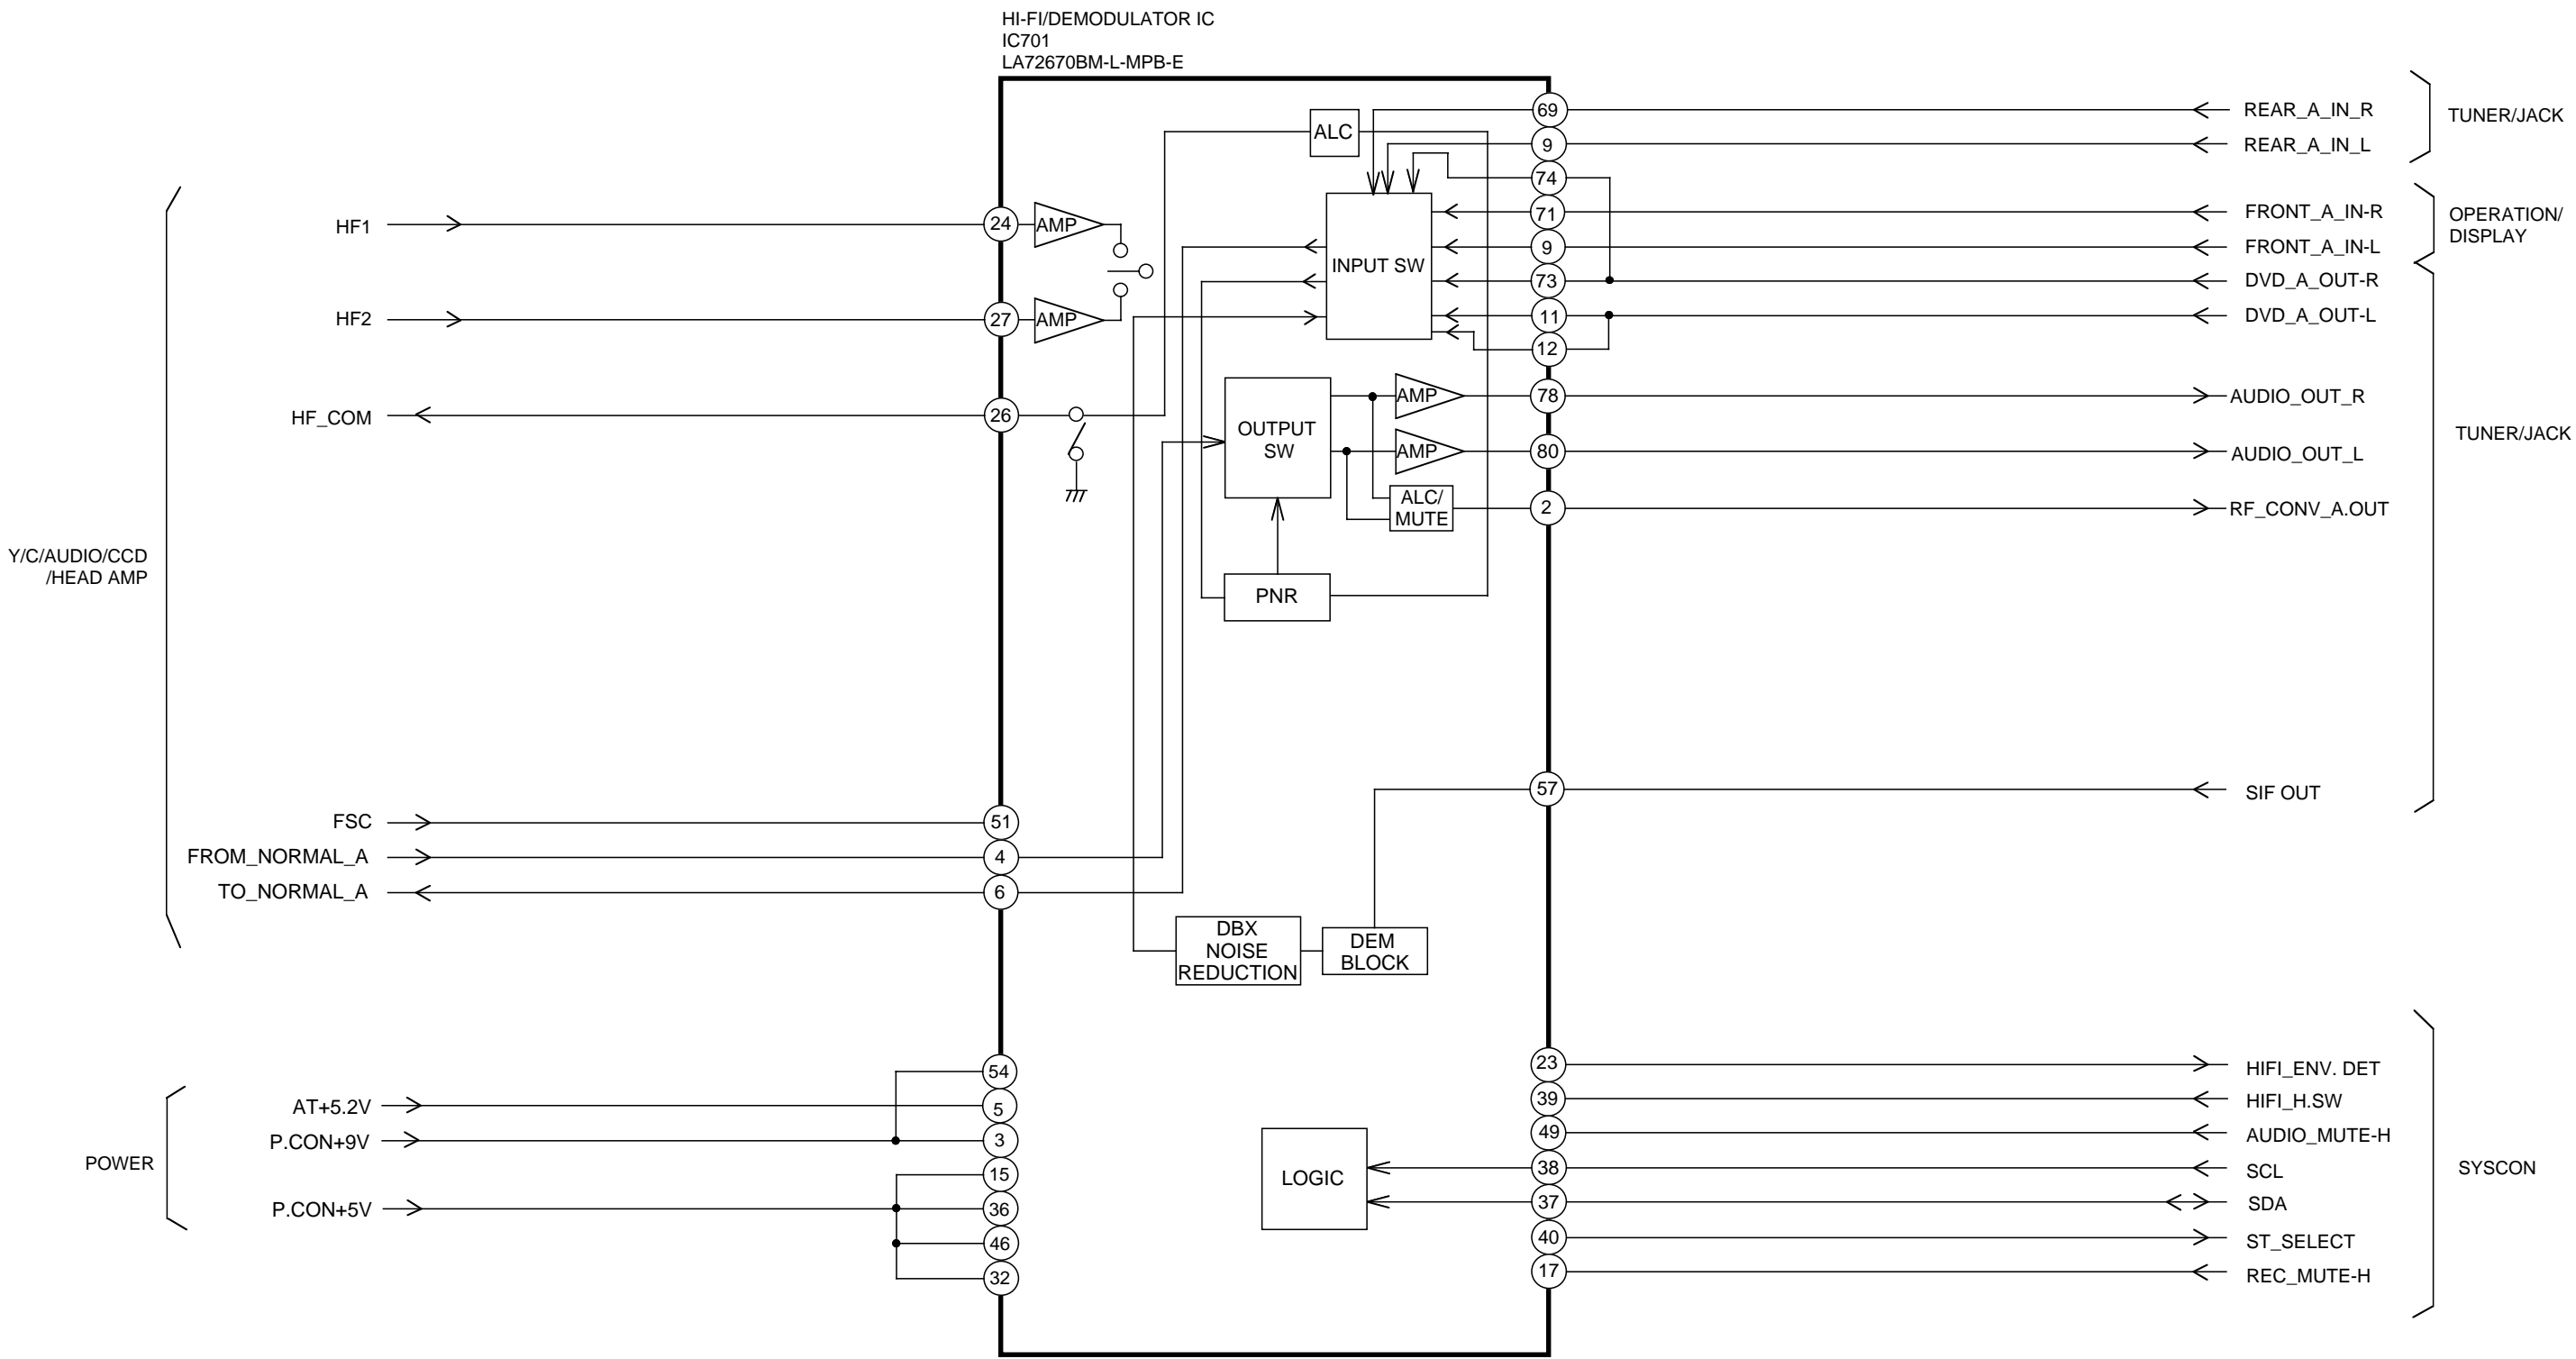 HI-FI/DEMODULATOR IC
IC701
LA72670BM-L-MPB-E
Y/C/AUDIO/CCD
/HEAD AMP
HF1
HF2
HF_COM
FSC
FROM_NORMAL_A
TO_NORMAL_A
POWER
AT+5.2V
P.CON+9V
P.CON+5V
24
27
26
51
4
6
54
5
3
15
36
46
32
AMP
AMP
ALC
INPUT SW
OUTPUT
SW
AMP
AMP
ALC/
MUTE
PNR
DBX
NOISE
REDUCTION
DEM
BLOCK
LOGIC
69
9
74
71
9
73
11
12
78
80
2
57
23
39
49
38
37
40
17
REAR_A_IN_R
REAR_A_IN_L
TUNER/JACK
FRONT_A_IN-R
FRONT_A_IN-L
OPERATION/
DISPLAY
DVD_A_OUT-R
DVD_A_OUT-L
AUDIO_OUT_R
AUDIO_OUT_L
RF_CONV_A.OUT
SIF OUT
TUNER/JACK
HIFI_ENV. DET
HIFI_H.SW
AUDIO_MUTE-H
SCL
SDA
ST_SELECT
REC_MUTE-H
SYSCON